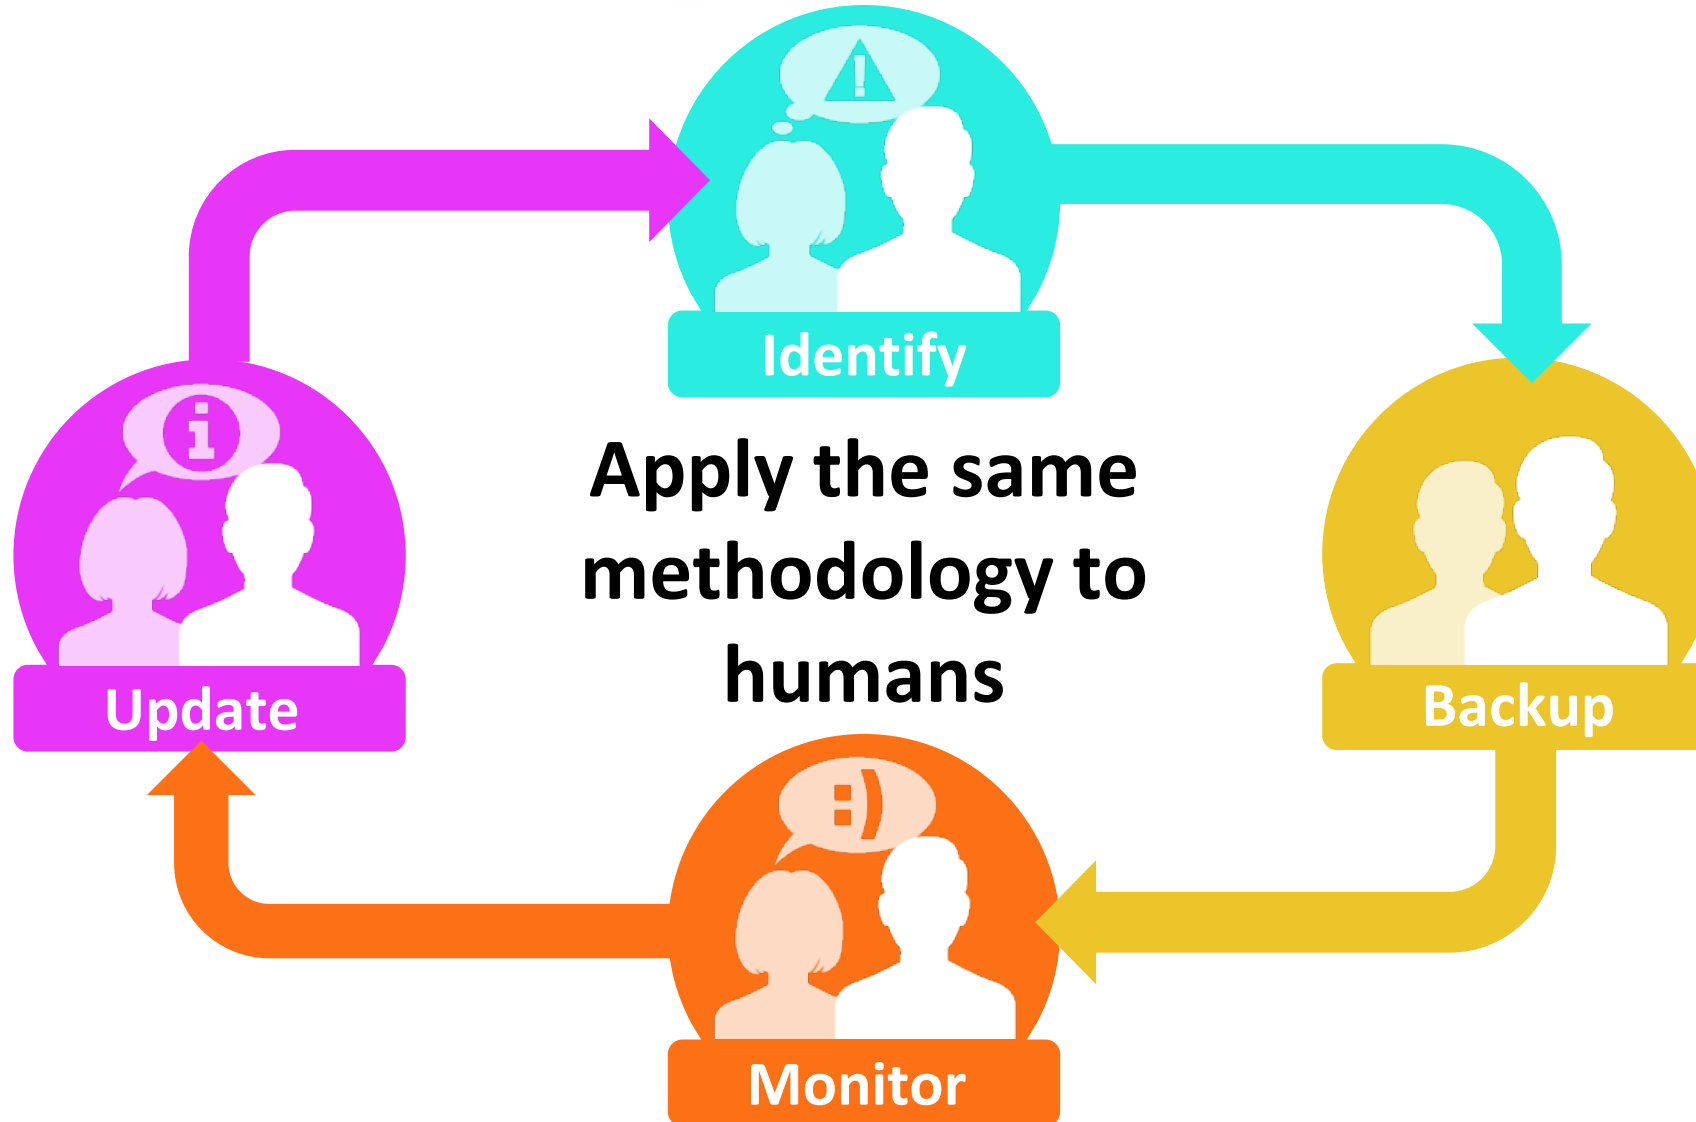 !
Identify
Apply the same
methodology to
humans
i
Update
Backup
:)
Monitor